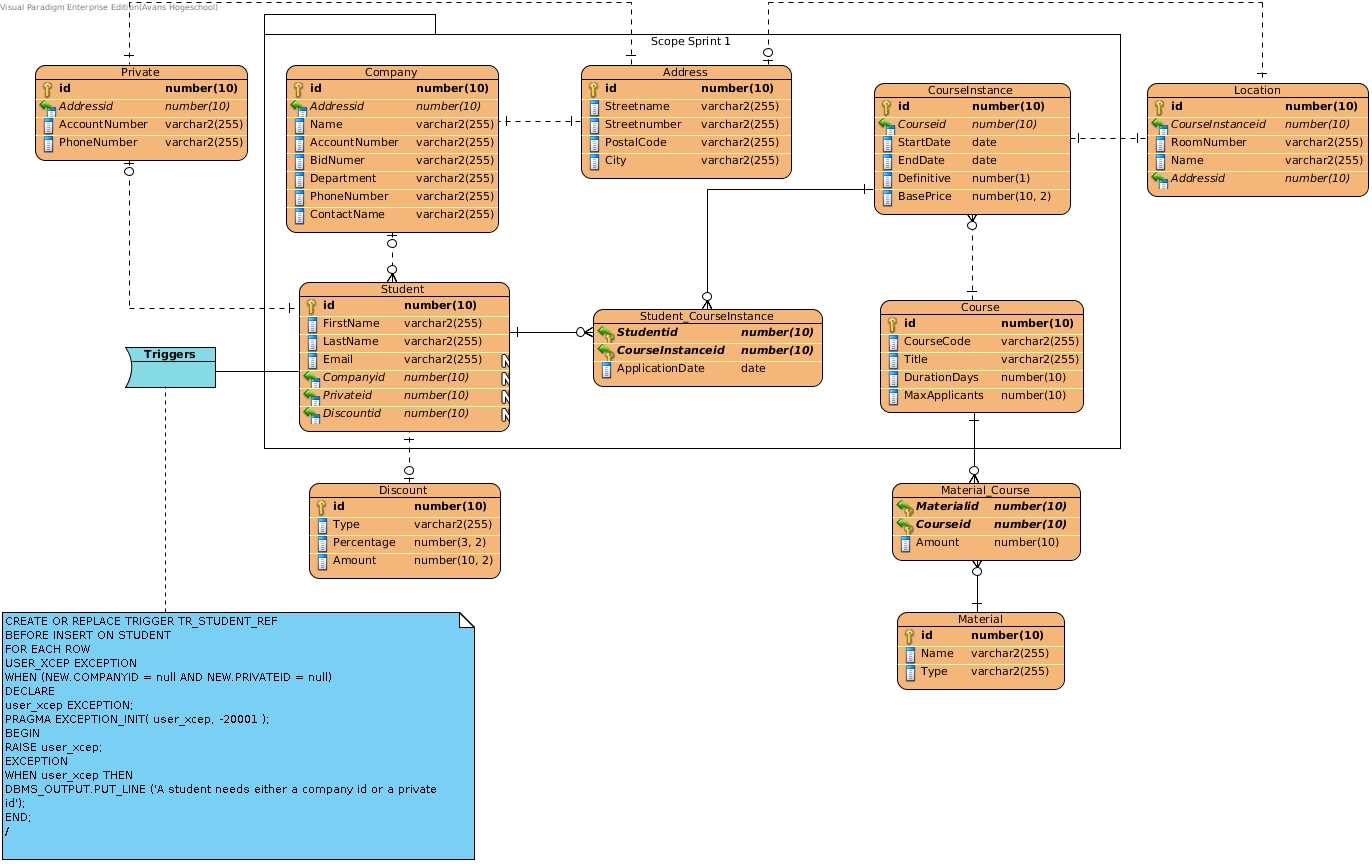 Visual Paradigm Enterprise Edition(Avans Hogeschool)
Scope Sprint 1
Private
id number(10)
Addressid number(10)
AccountNumber varchar2(255)
PhoneNumber varchar2(255)
Company
id number(10)
Addressid number(10)
Name varchar2(255)
AccountNumber varchar2(255)
BidNumer varchar2(255)
Department varchar2(255)
PhoneNumber varchar2(255)
ContactName varchar2(255)
Address
id number(10)
Streetname varchar2(255)
Streetnumber varchar2(255)
PostalCode varchar2(255)
City varchar2(255)
CourseInstance
id number(10)
Courseid number(10)
StartDate date
EndDate date
Definitive number(1)
BasePrice number(10, 2)
Location
id number(10)
CourseInstanceid number(10)
RoomNumber varchar2(255)
Name varchar2(255)
Addressid number(10)
Student
id number(10)
FirstName varchar2(255)
LastName varchar2(255)
Email varchar2(255) N
Companyid number(10) N
Privateid number(10) N
Discountid number(10) N
Student_CourseInstance
Studentid number(10)
CourseInstanceid number(10)
ApplicationDate date
Course
id number(10)
CourseCode varchar2(255)
Title varchar2(255)
DurationDays number(10)
MaxApplicants number(10)
Triggers
Discount
id number(10)
Type varchar2(255)
Percentage number(3, 2)
Amount number(10, 2)
Material_Course
Materialid number(10)
Courseid number(10)
Amount number(10)
Material
id number(10)
Name varchar2(255)
Type varchar2(255)
CREATE OR REPLACE TRIGGER TR_STUDENT_REF
BEFORE INSERT ON STUDENT
FOR EACH ROW
USER_XCEP EXCEPTION
WHEN (NEW.COMPANYID = null AND NEW.PRIVATEID = null)
DECLARE
user_xcep EXCEPTION;
PRAGMA EXCEPTION_INIT( user_xcep, -20001 );
BEGIN
RAISE user_xcep;
EXCEPTION
WHEN user_xcep THEN
DBMS_OUTPUT.PUT_LINE ('A student needs either a company id or a private
id');
END;
/